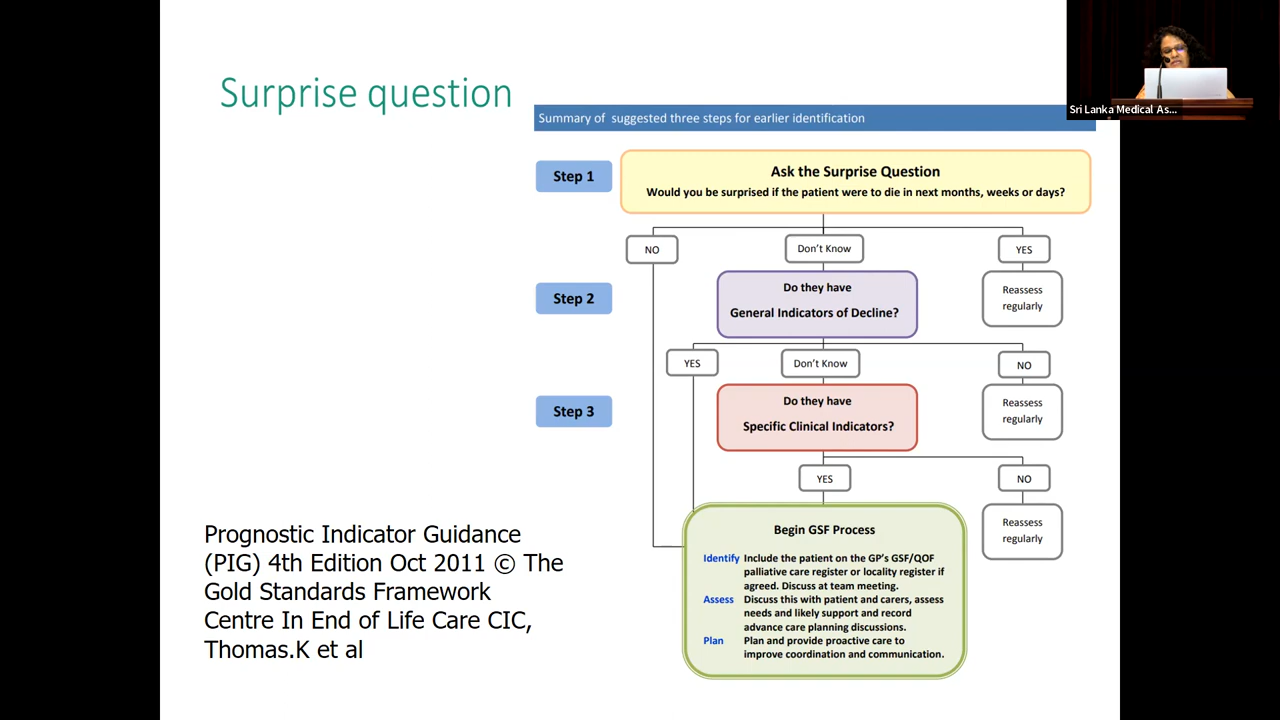 Surprise question
Sri Lanka Medical As...
Summary of suggested three steps for earlier identification
Step 1
Ask the Surprise Question
Would you be surprised if the patient were to die in next months, weeks or days?
NO
Don't Know
YES
Step 2
Do they have
General Indicators of Decline?
Reassess
regularly
YES
Don't Know
NO
Step 3
Do they have
Specific Clinical Indicators?
Reassess
regularly
YES
NO
Reassess
regularly
Begin GSF Process
Identify Include the patient on the GP's GSF/QOF
palliative care register or locality register if
agreed. Discuss at team meeting.
Assess Discuss this with patient and carers, assess
needs and likely support and record
advance care planning discussions.
Plan Plan and provide proactive care to
improve coordination and communication.
Prognostic Indicator Guidance
(PIG) 4th Edition Oct 2011 © The
Gold Standards Framework
Centre In End of Life Care CIC,
Thomas.K et al